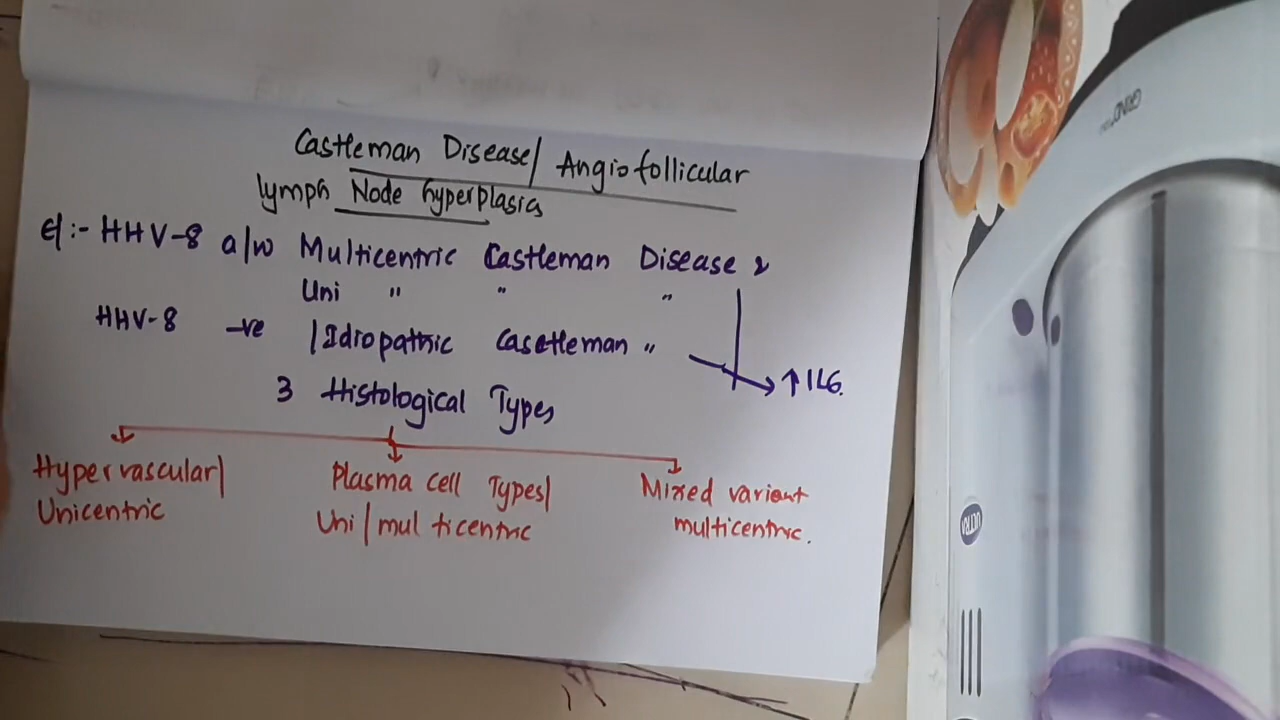 Castleman Disease/ Angiofollicular
lymph Node hyperplasia
el:- HHV-8 a/w Multicentric Castleman Disease &
Uni " " "
HHV-8 -ve /Idiopathic Castleman "
↑ IL6.
3 Histological Types
Hypervascular/
Unicentric
Plasma cell Types/
Uni/multicentric
Mixed variant
multicentric.